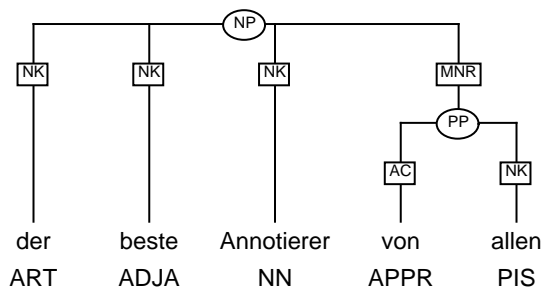 NP
NK NK NK MNR
PP
AC NK
der beste Annotierer von allen
ART ADJA NN APPR PIS